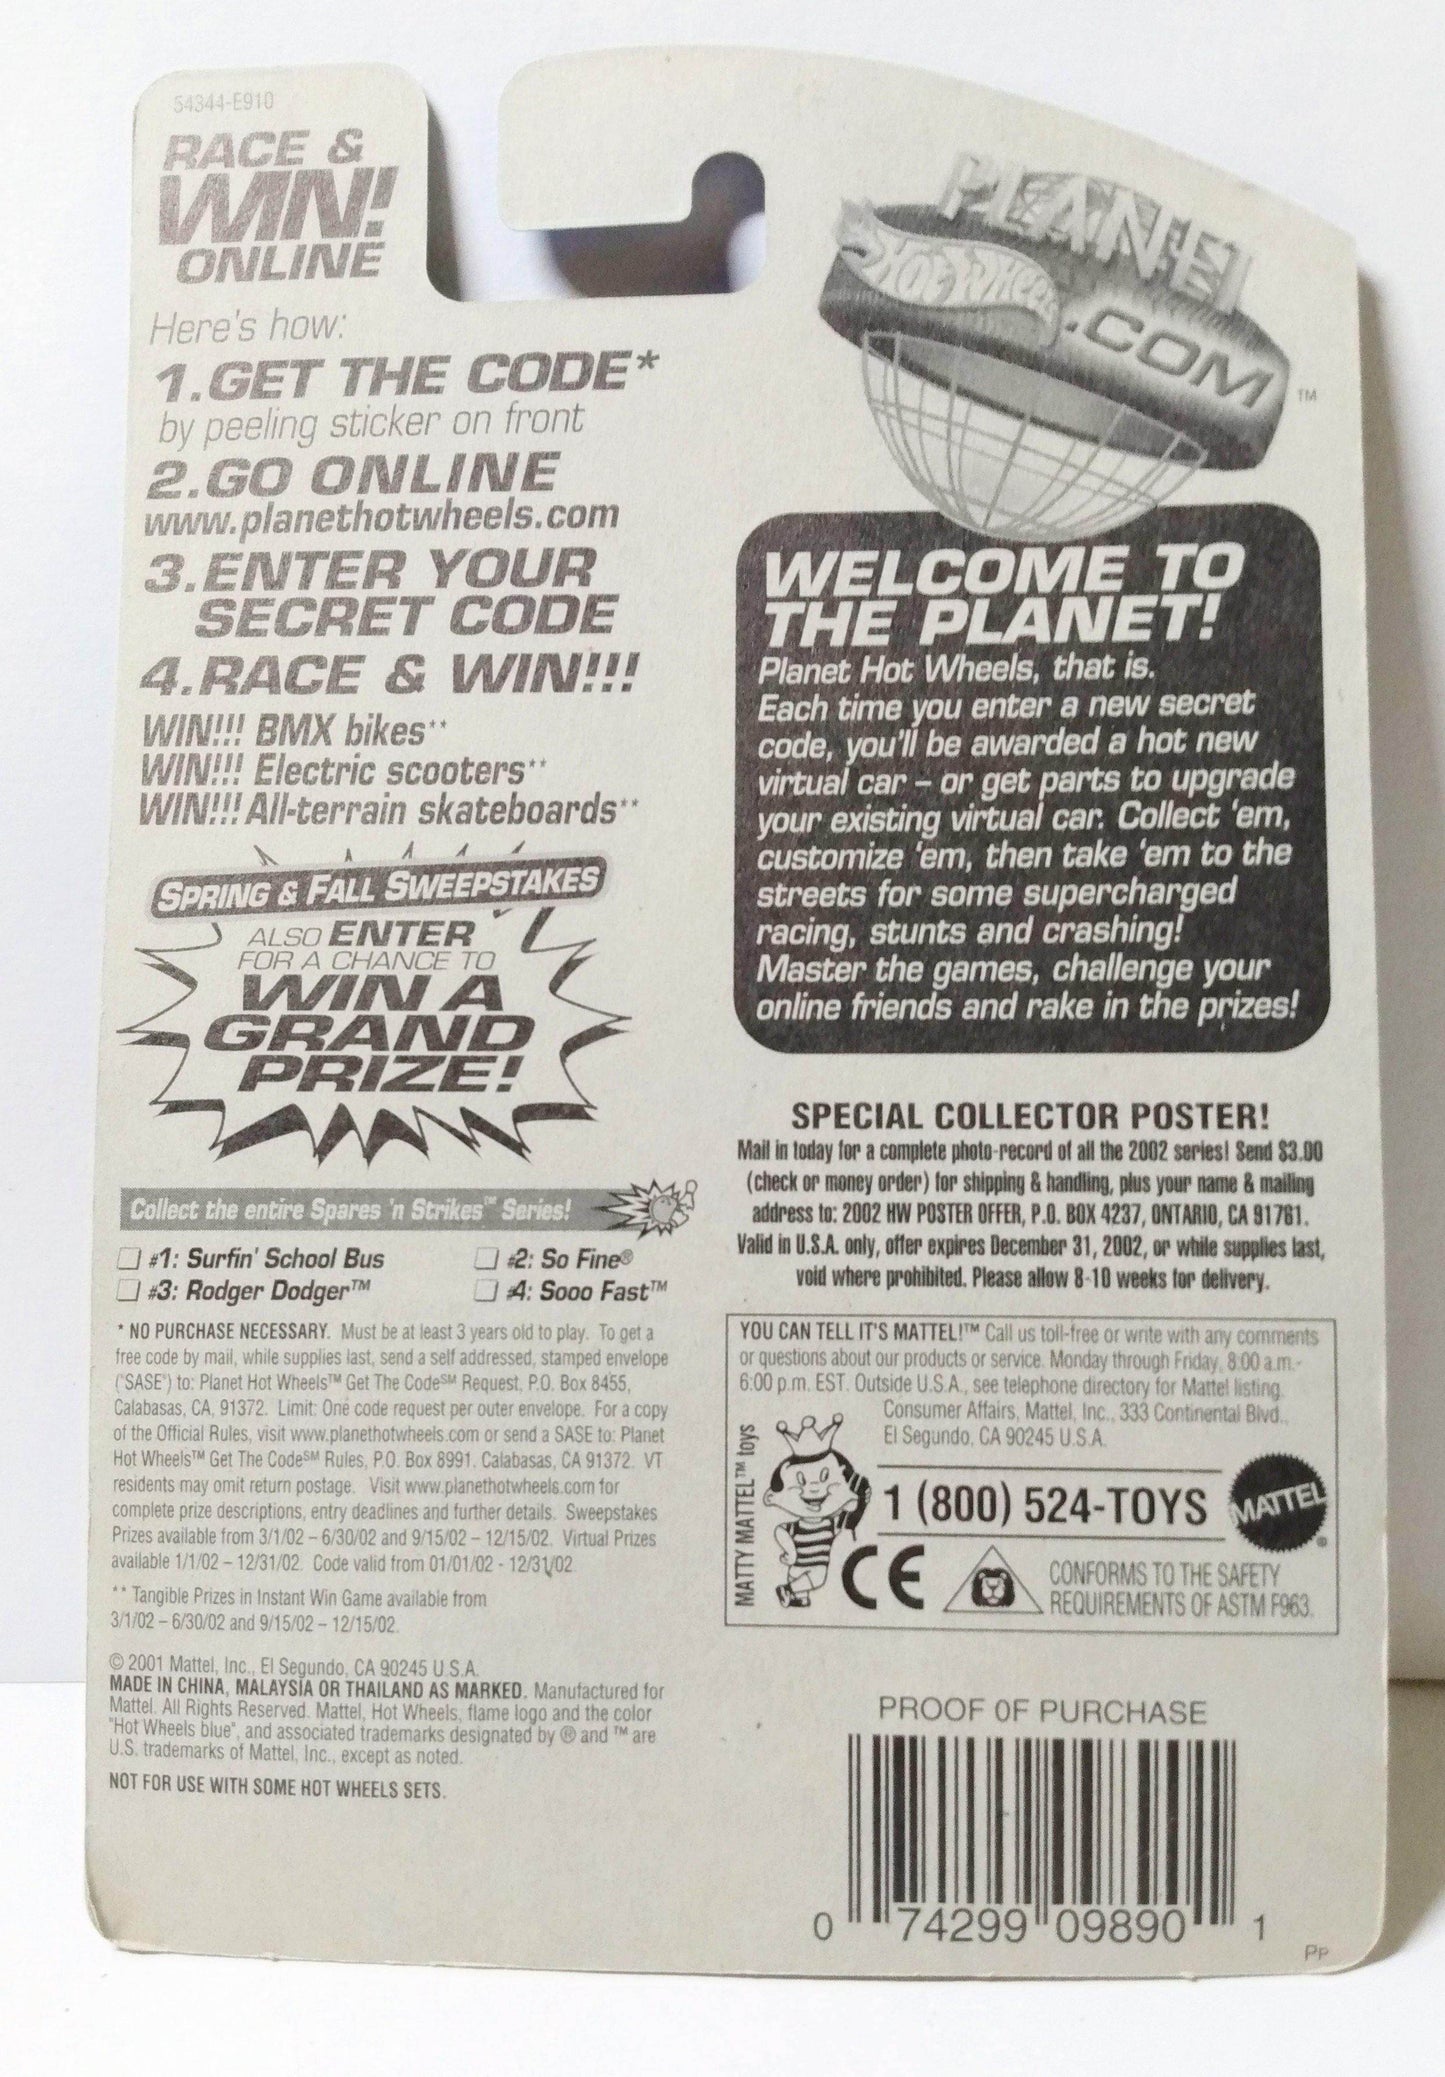 54344-E910
RACE &
WIN!
ONLINE
Here's how:
1.GET THE CODE*
by peeling sticker on front
2.GO ONLINE
www.planethotwheels.com
3.ENTER YOUR
SECRET CODE
4.RACE & WIN!!!
WIN!!! BMX bikes**
WIN!!! Electric scooters**
WIN!!! All-terrain skateboards**
SPRING & FALL SWEEPSTAKES
ALSO ENTER
FOR A CHANCE TO
WIN A
GRAND
PRIZE!
Collect the entire Spares 'n Strikes™ Series!
#1: Surfin' School Bus
#2: So Fine®
#3: Rodger Dodger™
#4: Sooo Fast™
* NO PURCHASE NECESSARY. Must be at least 3 years old to play. To get a
free code by mail, while supplies last, send a self addressed, stamped envelope
("SASE") to: Planet Hot Wheels™ Get The Code℠ Request, P.O. Box 8455,
Calabasas, CA, 91372. Limit: One code request per outer envelope. For a copy
of the Official Rules, visit www.planethotwheels.com or send a SASE to: Planet
Hot Wheels™ Get The Code℠ Rules, P.O. Box 8991, Calabasas, CA 91372. VT
residents may omit return postage. Visit www.planethotwheels.com for
complete prize descriptions, entry deadlines and further details. Sweepstakes
Prizes available from 3/1/02 – 6/30/02 and 9/15/02 – 12/15/02. Virtual Prizes
available 1/1/02 – 12/31/02. Code valid from 01/01/02 - 12/31/02.
** Tangible Prizes in Instant Win Game available from
3/1/02 – 6/30/02 and 9/15/02 – 12/15/02.
© 2001 Mattel, Inc., El Segundo, CA 90245 U.S.A.
MADE IN CHINA, MALAYSIA OR THAILAND AS MARKED. Manufactured for
Mattel. All Rights Reserved. Mattel, Hot Wheels, flame logo and the color
"Hot Wheels blue", and associated trademarks designated by ® and ™ are
U.S. trademarks of Mattel, Inc., except as noted.
NOT FOR USE WITH SOME HOT WHEELS SETS.
PLANET
HOT WHEELS
.COM
™
WELCOME TO
THE PLANET!
Planet Hot Wheels, that is.
Each time you enter a new secret
code, you'll be awarded a hot new
virtual car – or get parts to upgrade
your existing virtual car. Collect 'em,
customize 'em, then take 'em to the
streets for some supercharged
racing, stunts and crashing!
Master the games, challenge your
online friends and rake in the prizes!
SPECIAL COLLECTOR POSTER!
Mail in today for a complete photo-record of all the 2002 series! Send $3.00
(check or money order) for shipping & handling, plus your name & mailing
address to: 2002 HW POSTER OFFER, P.O. BOX 4237, ONTARIO, CA 91761.
Valid in U.S.A. only, offer expires December 31, 2002, or while supplies last,
void where prohibited. Please allow 8-10 weeks for delivery.
YOU CAN TELL IT'S MATTEL!™ Call us toll-free or write with any comments
or questions about our products or service. Monday through Friday, 8:00 a.m.-
6:00 p.m. EST. Outside U.S.A., see telephone directory for Mattel listing.
Consumer Affairs, Mattel, Inc., 333 Continental Blvd.,
El Segundo, CA 90245 U.S.A.
MATTY MATTEL™ toys
1 (800) 524-TOYS
MATTEL®
CE
CONFORMS TO THE SAFETY
REQUIREMENTS OF ASTM F963.
PROOF OF PURCHASE
0 74299 09890 1
PP